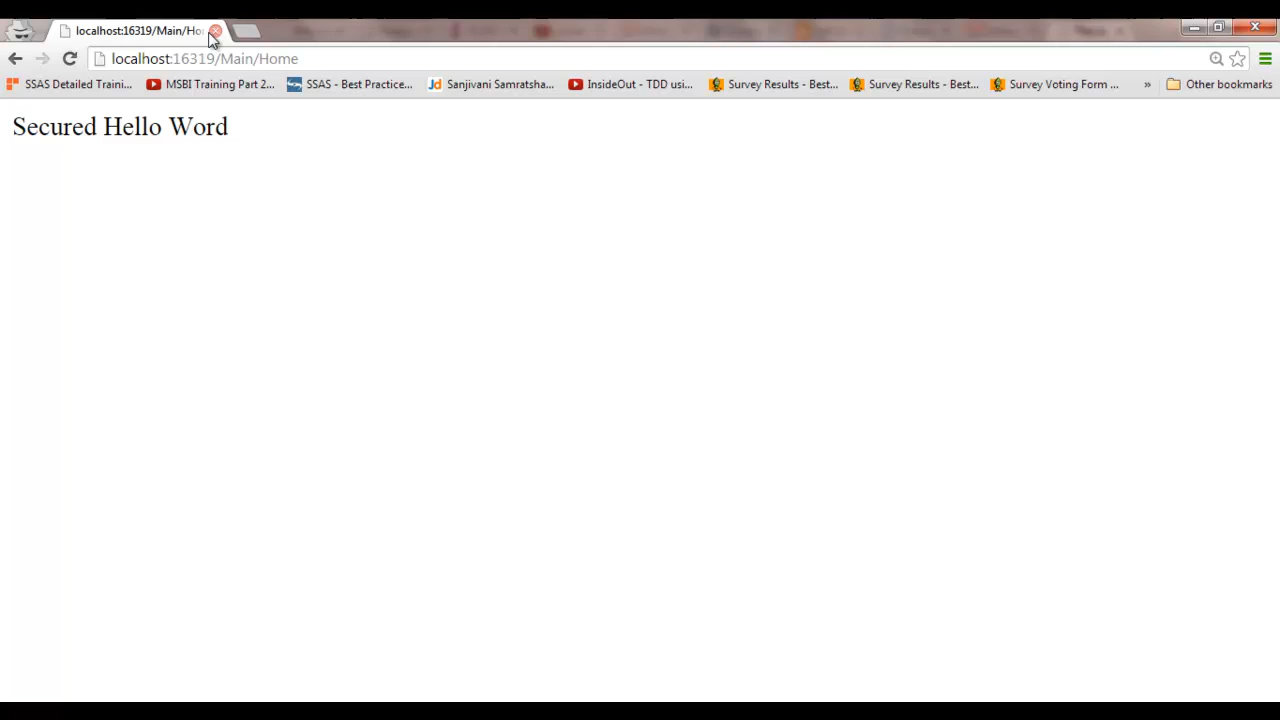 localhost:16319/Main/Ho
localhost:16319/Main/Home
SSAS Detailed Traini... MSBI Training Part 2... SSAS - Best Practice... Sanjivani Samratsha... InsideOut - TDD usi... Survey Results - Best... Survey Results - Best... Survey Voting Form ... » Other bookmarks
Secured Hello Word